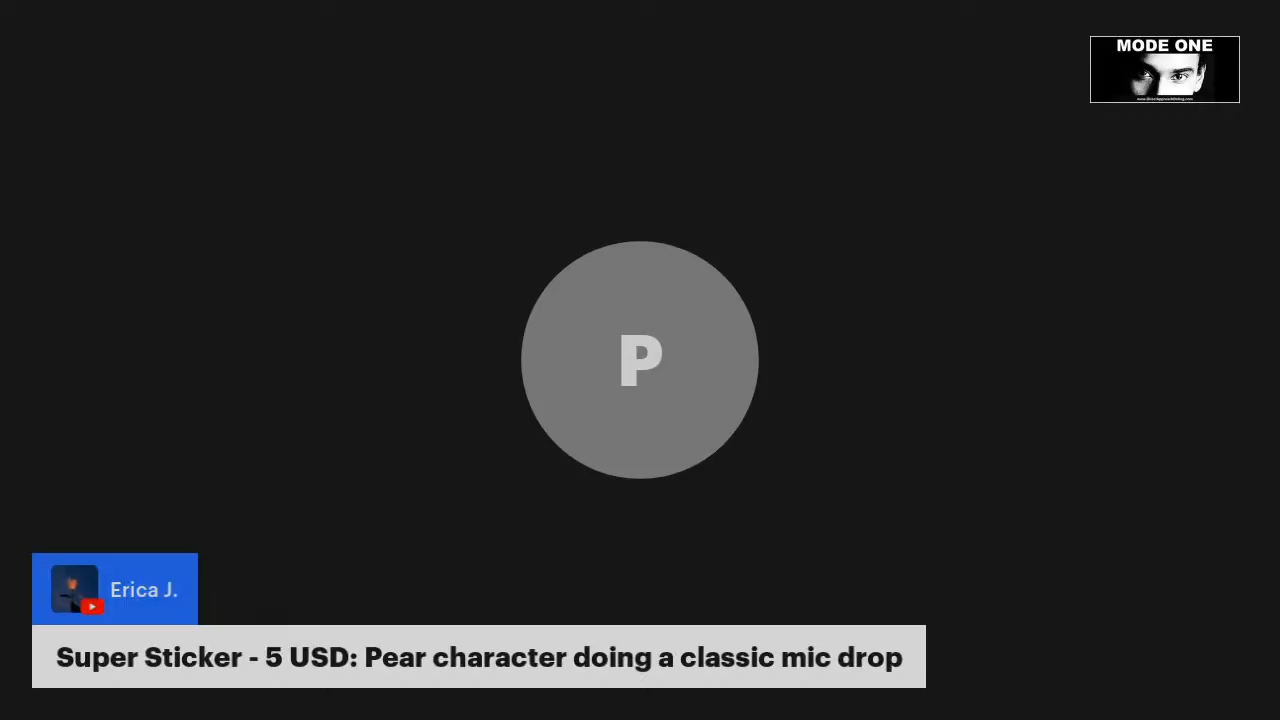 MODE ONE
P
Erica J.
Super Sticker - 5 USD: Pear character doing a classic mic drop